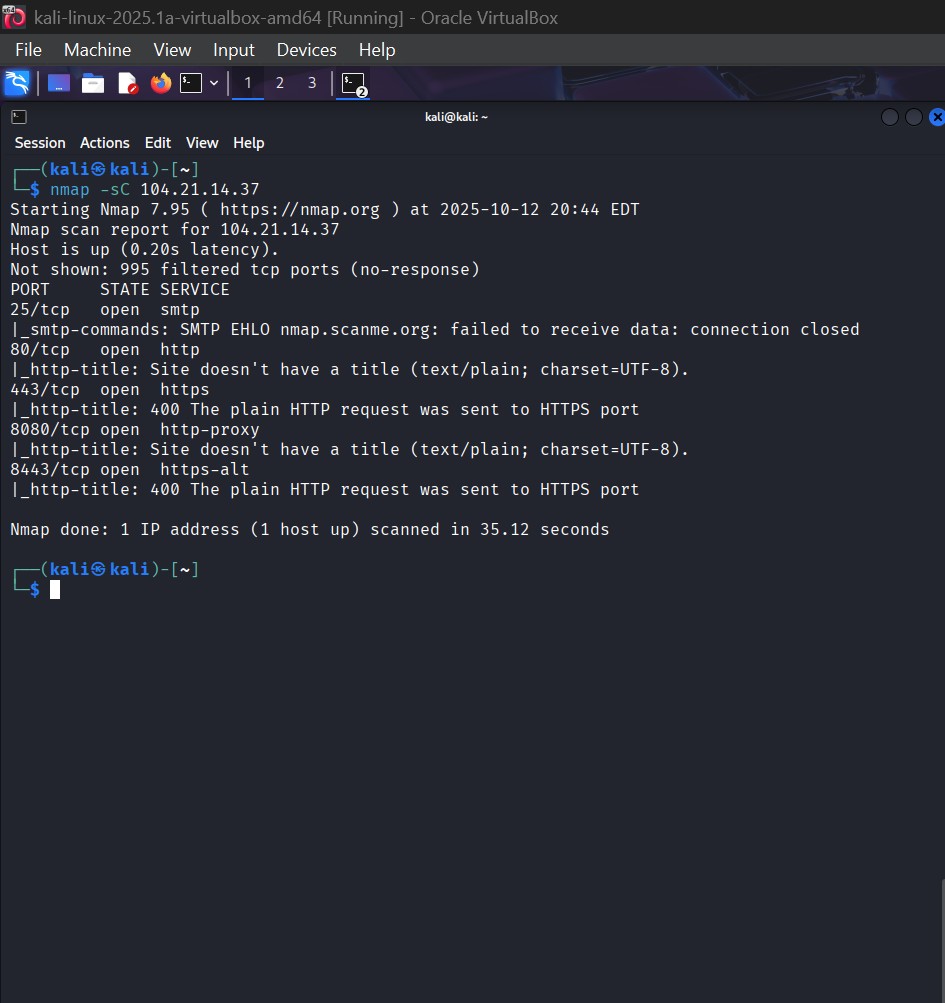 kali-linux-2025.1a-virtualbox-amd64 [Running] - Oracle VirtualBox
File Machine View Input Devices Help
1 2 3 2
kali@kali: ~
Session Actions Edit View Help
┌──(kali㉿kali)-[~]
└─$ nmap -sC 104.21.14.37
Starting Nmap 7.95 ( https://nmap.org ) at 2025-10-12 20:44 EDT
Nmap scan report for 104.21.14.37
Host is up (0.20s latency).
Not shown: 995 filtered tcp ports (no-response)
PORT     STATE SERVICE
25/tcp   open  smtp
|_smtp-commands: SMTP EHLO nmap.scanme.org: failed to receive data: connection closed
80/tcp   open  http
|_http-title: Site doesn't have a title (text/plain; charset=UTF-8).
443/tcp  open  https
|_http-title: 400 The plain HTTP request was sent to HTTPS port
8080/tcp open  http-proxy
|_http-title: Site doesn't have a title (text/plain; charset=UTF-8).
8443/tcp open  https-alt
|_http-title: 400 The plain HTTP request was sent to HTTPS port
Nmap done: 1 IP address (1 host up) scanned in 35.12 seconds
┌──(kali㉿kali)-[~]
└─$